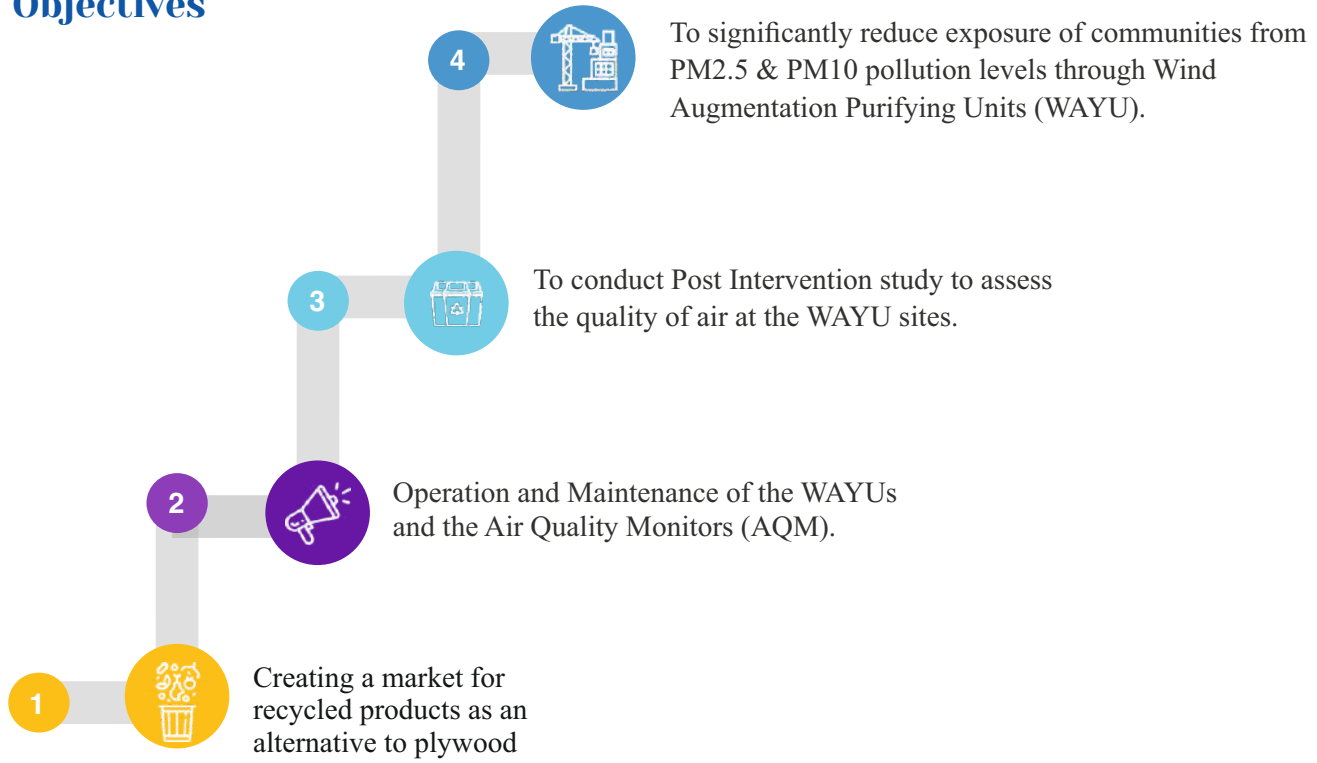 Objectives
4
To significantly reduce exposure of communities from
PM2.5 & PM10 pollution levels through Wind
Augmentation Purifying Units (WAYU).
3
To conduct Post Intervention study to assess
the quality of air at the WAYU sites.
2
Operation and Maintenance of the WAYUs
and the Air Quality Monitors (AQM).
1
Creating a market for
recycled products as an
alternative to plywood